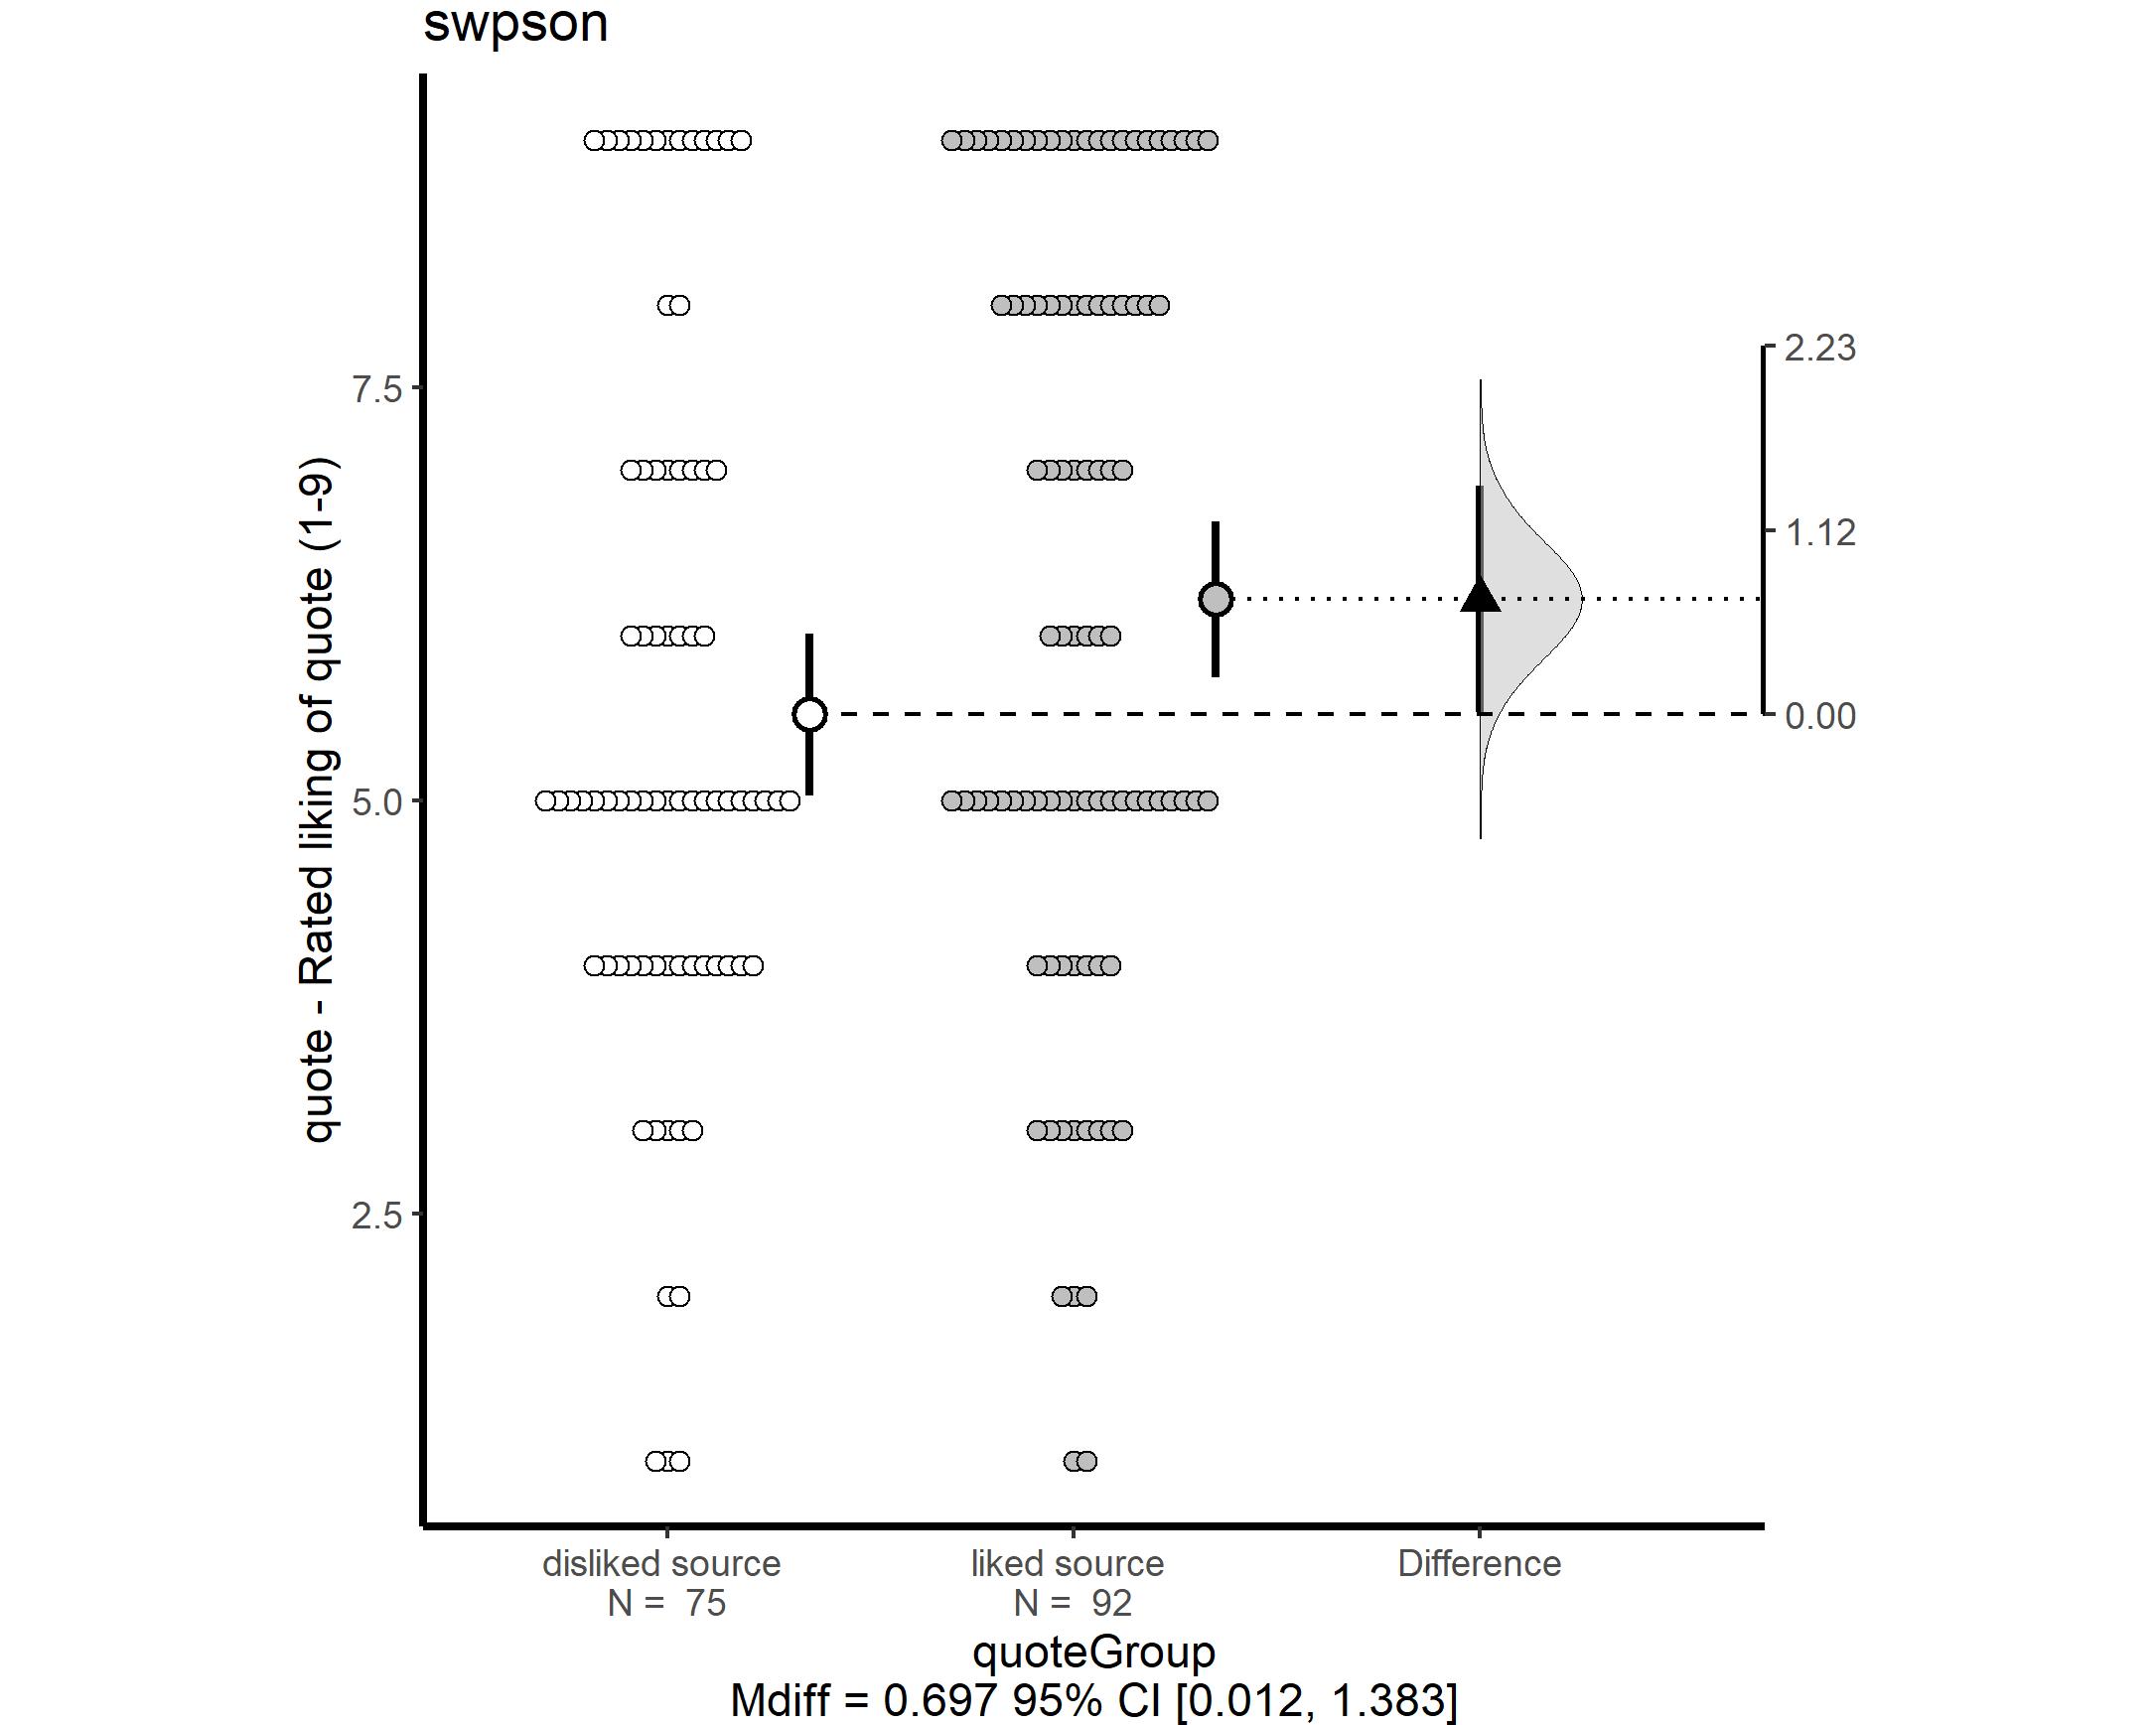 swpson
quote - Rated liking of quote (1-9)
7.5
5.0
2.5
2.23
1.12
0.00
disliked source
N =  75
liked source
N =  92
Difference
quoteGroup
Mdiff = 0.697 95% CI [0.012, 1.383]